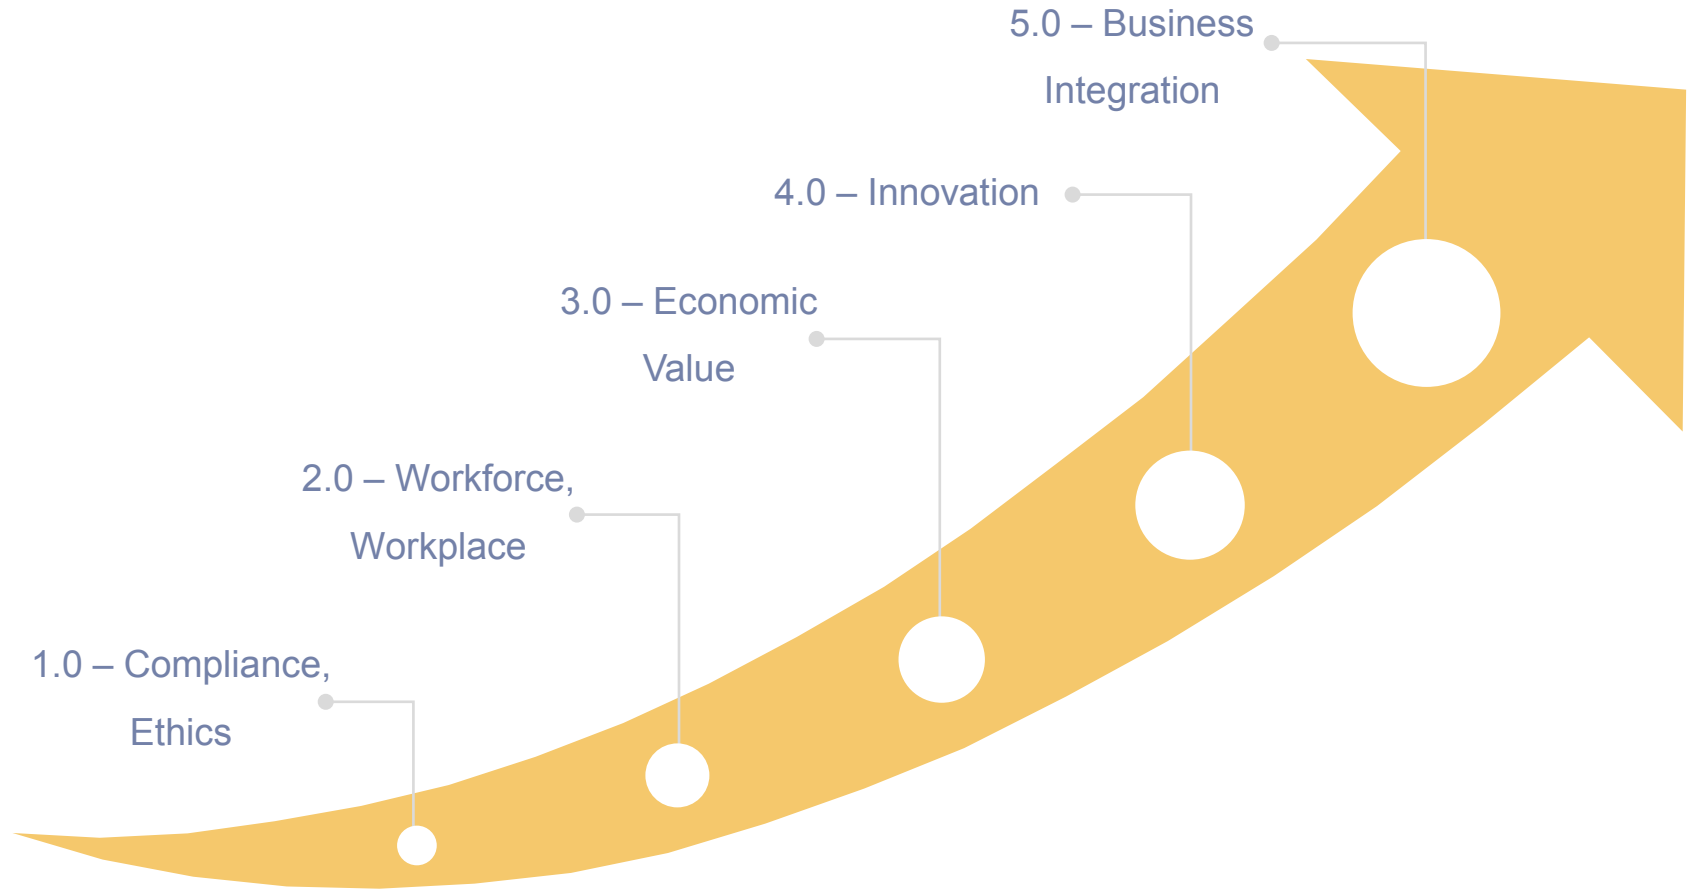 5.0 – Business
Integration
4.0 – Innovation
3.0 – Economic
Value
2.0 – Workforce,
Workplace
1.0 – Compliance,
Ethics